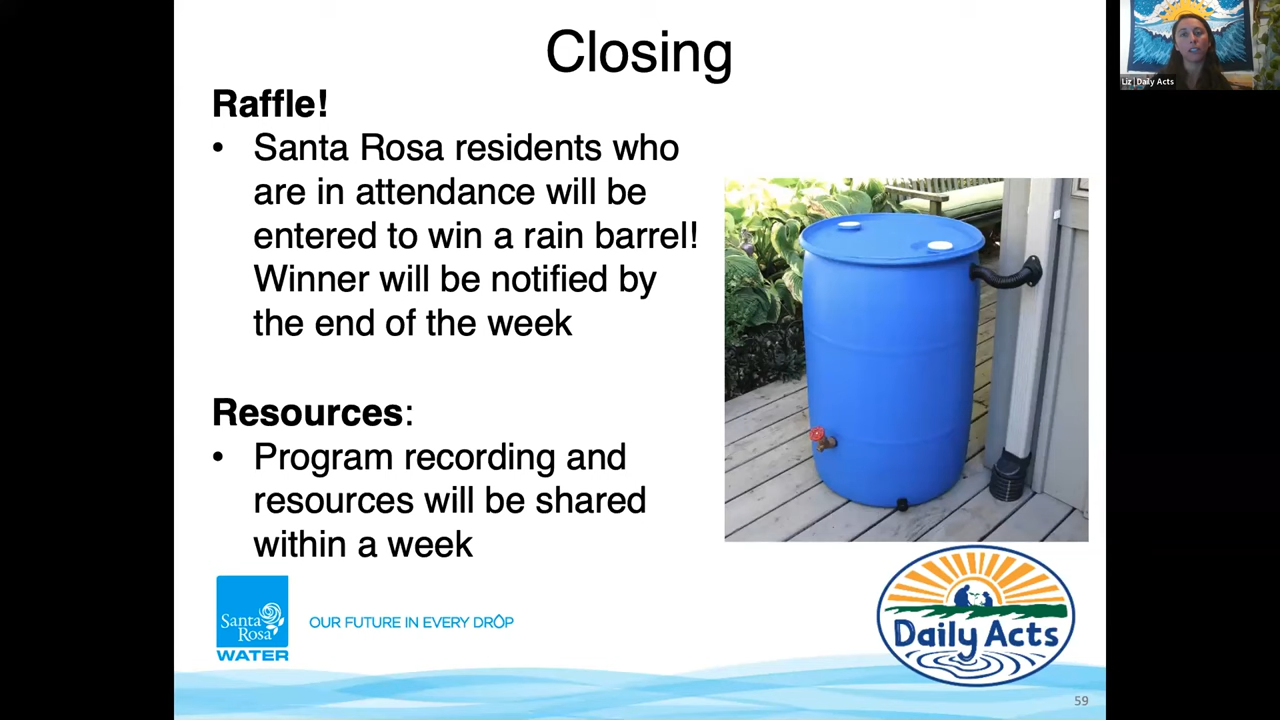 Closing
Raffle!
• Santa Rosa residents who
are in attendance will be
entered to win a rain barrel!
Winner will be notified by
the end of the week
Resources:
• Program recording and
resources will be shared
within a week
Santa
Rosa
WATER
OUR FUTURE IN EVERY DROP
Daily Acts
59
Liz | Daily Acts